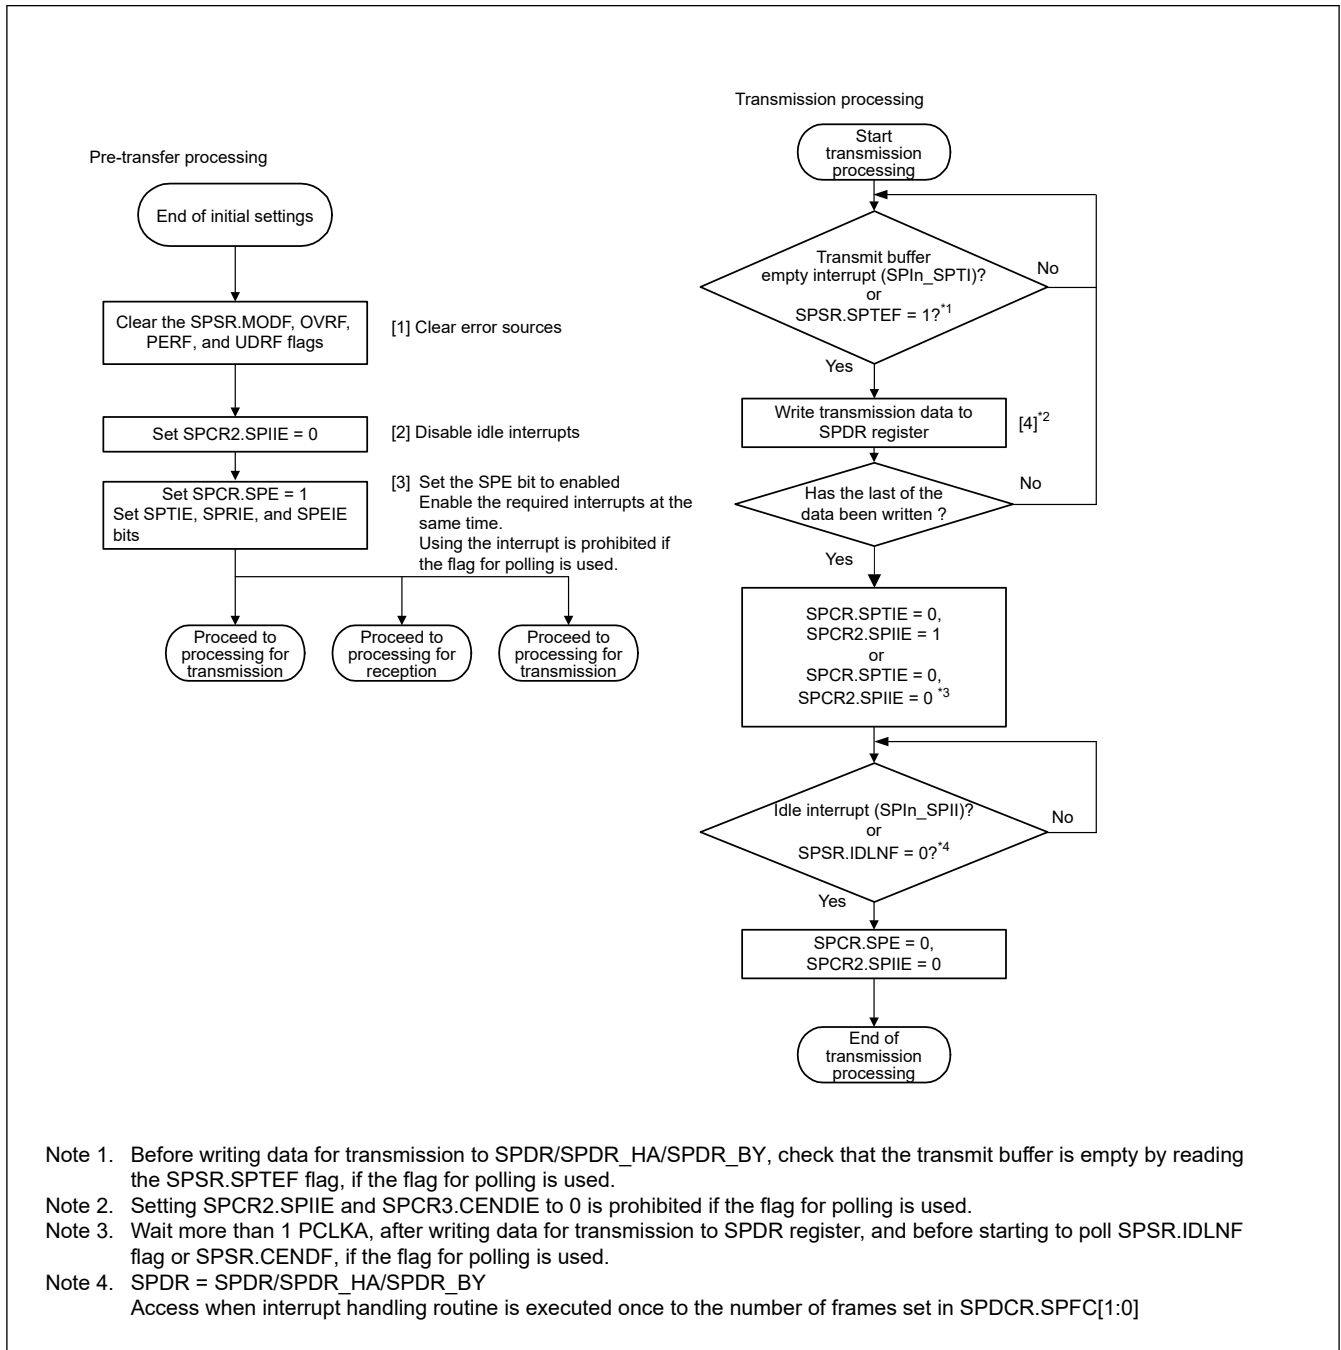 Pre-transfer processing
End of initial settings
Clear the SPSR.MODF, OVRF,
PERF, and UDRF flags
[1] Clear error sources
Set SPCR2.SPIIE = 0
[2] Disable idle interrupts
Set SPCR.SPE = 1
Set SPTIE, SPRIE, and SPEIE
bits
[3] Set the SPE bit to enabled
Enable the required interrupts at the
same time.
Using the interrupt is prohibited if
the flag for polling is used.
Proceed to
processing for
transmission
Proceed to
processing for
reception
Proceed to
processing for
transmission
Transmission processing
Start
transmission
processing
Transmit buffer
empty interrupt (SPIn_SPTI)?
or
SPSR.SPTEF = 1?*1
No
Yes
Write transmission data to
SPDR register
[4]*2
Has the last of the
data been written ?
No
Yes
SPCR.SPTIE = 0,
SPCR2.SPIIE = 1
or
SPCR.SPTIE = 0,
SPCR2.SPIIE = 0 *3
Idle interrupt (SPIn_SPII)?
or
SPSR.IDLNF = 0?*4
No
Yes
SPCR.SPE = 0,
SPCR2.SPIIE = 0
End of
transmission
processing
Note 1. Before writing data for transmission to SPDR/SPDR_HA/SPDR_BY, check that the transmit buffer is empty by reading
the SPSR.SPTEF flag, if the flag for polling is used.
Note 2. Setting SPCR2.SPIIE and SPCR3.CENDIE to 0 is prohibited if the flag for polling is used.
Note 3. Wait more than 1 PCLKA, after writing data for transmission to SPDR register, and before starting to poll SPSR.IDLNF
flag or SPSR.CENDF, if the flag for polling is used.
Note 4. SPDR = SPDR/SPDR_HA/SPDR_BY
Access when interrupt handling routine is executed once to the number of frames set in SPDCR.SPFC[1:0]